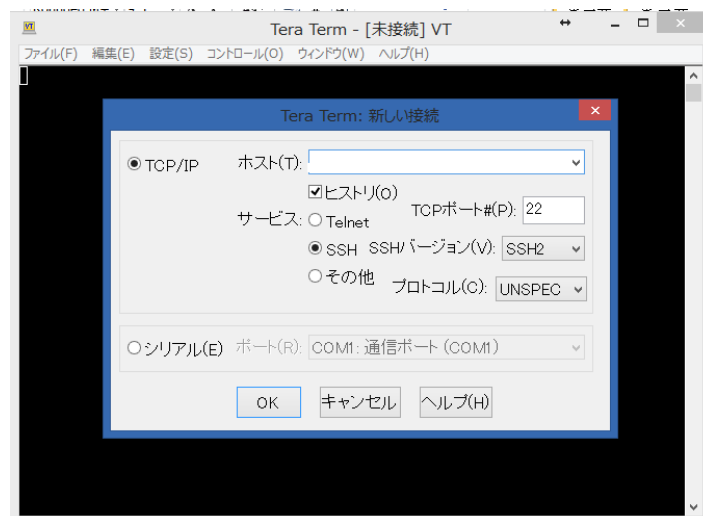 VT Tera Term - [未接続] VT
ファイル(F) 編集(E) 設定(S) コントロール(O) ウィンドウ(W) ヘルプ(H)
Tera Term: 新しい接続
TCP/IP ホスト(T):
ヒストリ(O)
サービス: Telnet TCPポート#(P): 22
SSH SSHバージョン(V): SSH2
その他 プロトコル(C): UNSPEC
シリアル(E) ポート(R): COM1: 通信ポート (COM1)
OK キャンセル ヘルプ(H)